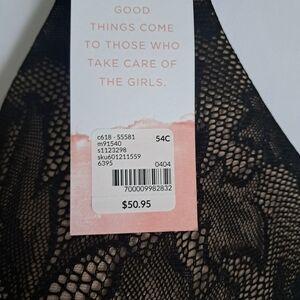 GOOD
THINGS COME
TO THOSE WHO
TAKE CARE OF
THE GIRLS.
c618 - 55581 54C
m91540
s1123298
sku601211559
6395 0404
700009982832
$50.95